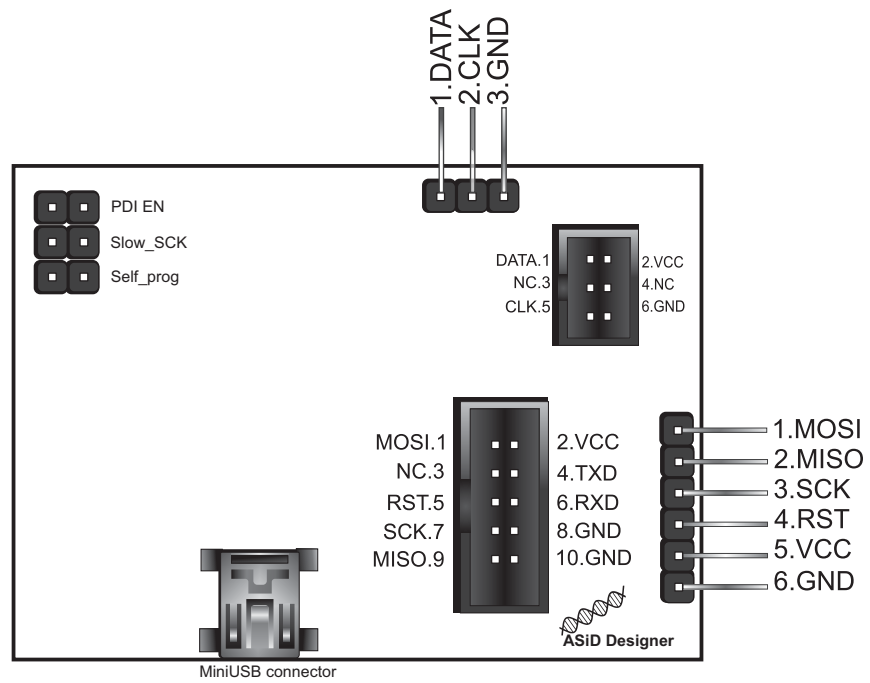 1.DATA
2.CLK
3.GND
PDI EN
Slow_SCK
Self_prog
DATA.1
2.VCC
NC.3
4.NC
CLK.5
6.GND
MOSI.1
2.VCC
NC.3
4.TXD
RST.5
6.RXD
SCK.7
8.GND
MISO.9
10.GND
1.MOSI
2.MISO
3.SCK
4.RST
5.VCC
6.GND
ASiD Designer
MiniUSB connector